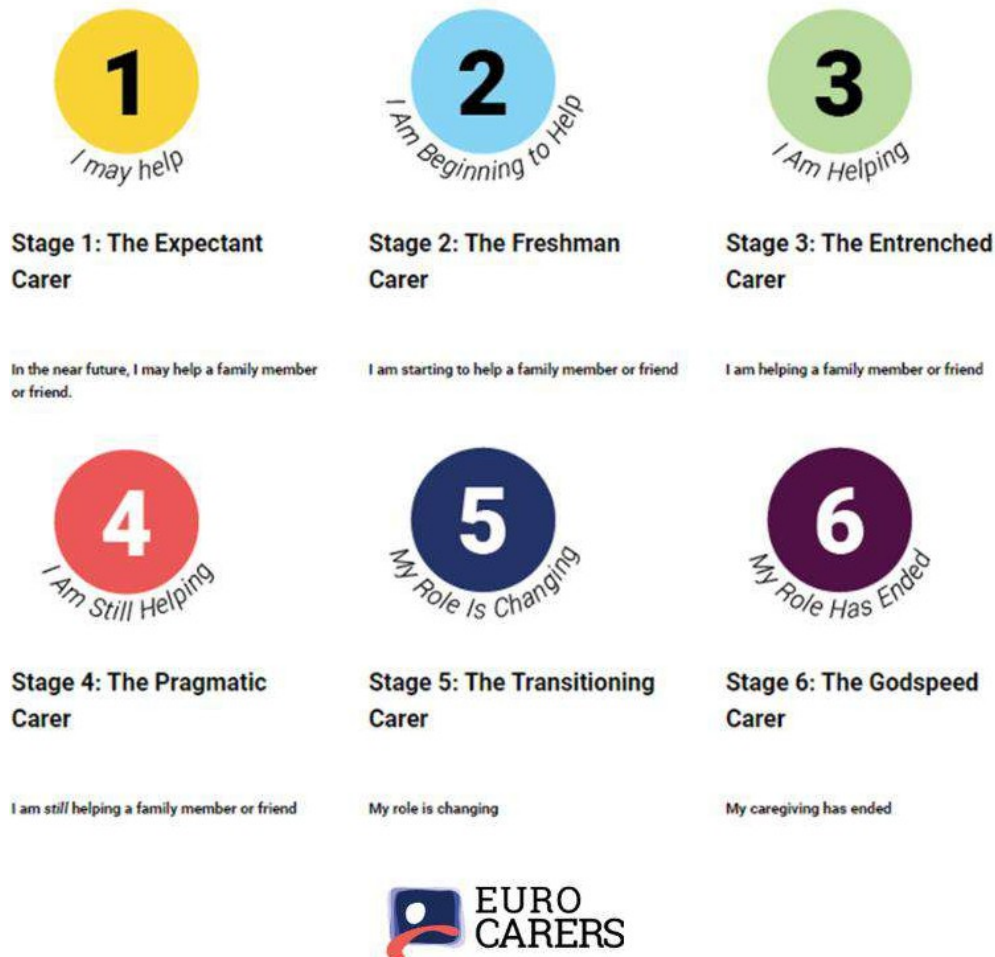 1
I may help
Stage 1: The Expectant
Carer
In the near future, I may help a family member
or friend.
2
I Am Beginning to Help
Stage 2: The Freshman
Carer
I am starting to help a family member or friend
3
I Am Helping
Stage 3: The Entrenched
Carer
I am helping a family member or friend
4
I Am Still Helping
Stage 4: The Pragmatic
Carer
I am still helping a family member or friend
5
My Role Is Changing
Stage 5: The Transitioning
Carer
My role is changing
6
My Role Has Ended
Stage 6: The Godspeed
Carer
My caregiving has ended
EURO
CARERS